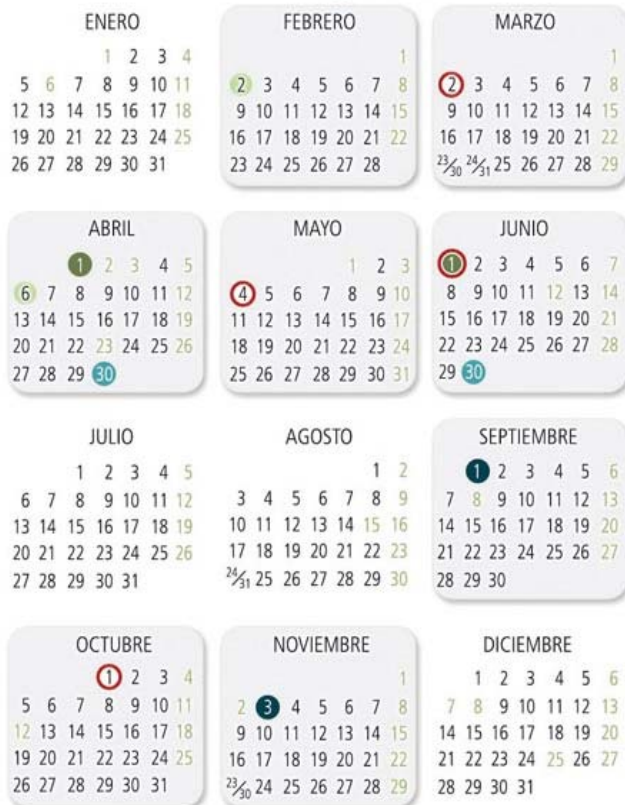 ENERO
1 2 3 4
5 6 7 8 9 10 11
12 13 14 15 16 17 18
19 20 21 22 23 24 25
26 27 28 29 30 31
FEBRERO
1
2 3 4 5 6 7 8
9 10 11 12 13 14 15
16 17 18 19 20 21 22
23 24 25 26 27 28
MARZO
1
2 3 4 5 6 7 8
9 10 11 12 13 14 15
16 17 18 19 20 21 22
23/30 24/31 25 26 27 28 29
ABRIL
1 2 3 4 5
6 7 8 9 10 11 12
13 14 15 16 17 18 19
20 21 22 23 24 25 26
27 28 29 30
MAYO
1 2 3
4 5 6 7 8 9 10
11 12 13 14 15 16 17
18 19 20 21 22 23 24
25 26 27 28 29 30 31
JUNIO
1 2 3 4 5 6 7
8 9 10 11 12 13 14
15 16 17 18 19 20 21
22 23 24 25 26 27 28
29 30
JULIO
1 2 3 4 5
6 7 8 9 10 11 12
13 14 15 16 17 18 19
20 21 22 23 24 25 26
27 28 29 30 31
AGOSTO
1 2
3 4 5 6 7 8 9
10 11 12 13 14 15 16
17 18 19 20 21 22 23
24/31 25 26 27 28 29 30
SEPTIEMBRE
1 2 3 4 5 6
7 8 9 10 11 12 13
14 15 16 17 18 19 20
21 22 23 24 25 26 27
28 29 30
OCTUBRE
1 2 3 4
5 6 7 8 9 10 11
12 13 14 15 16 17 18
19 20 21 22 23 24 25
26 27 28 29 30 31
NOVIEMBRE
1
2 3 4 5 6 7 8
9 10 11 12 13 14 15
16 17 18 19 20 21 22
23/30 24 25 26 27 28 29
DICIEMBRE
1 2 3 4 5 6
7 8 9 10 11 12 13
14 15 16 17 18 19 20
21 22 23 24 25 26 27
28 29 30 31